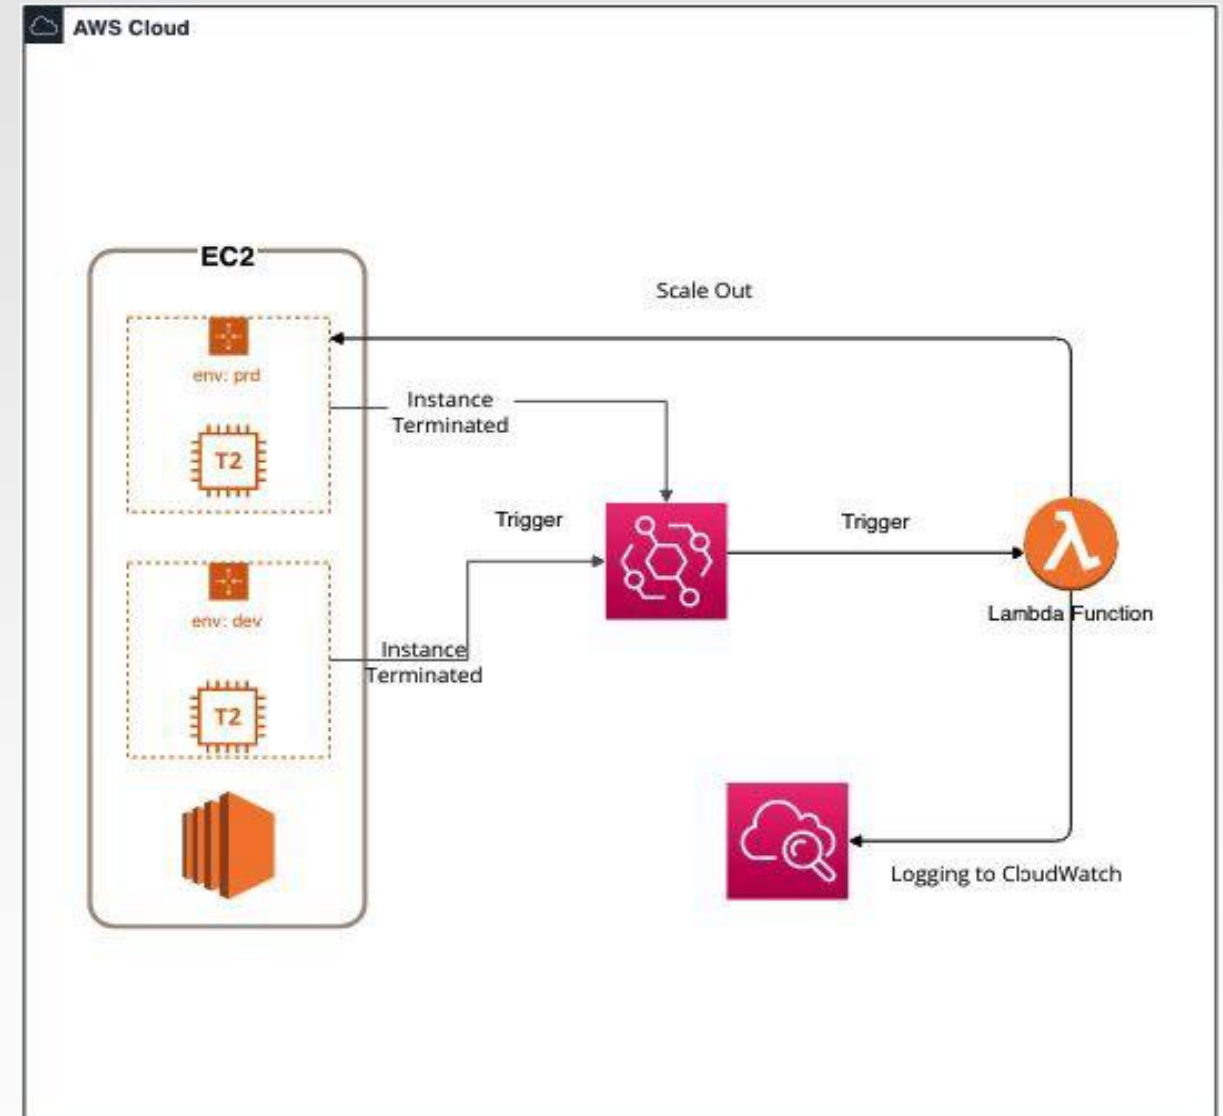 AWS Cloud
EC2
env: prd
T2
env: dev
T2
Scale Out
Instance
Terminated
Trigger
Instance
Terminated
Trigger
Lambda Function
Logging to CloudWatch